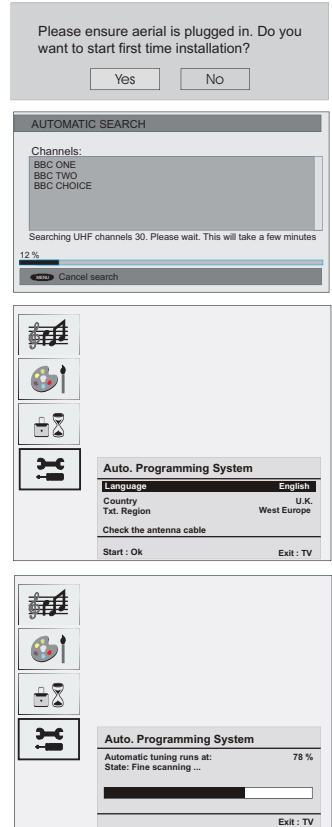 Please ensure aerial is plugged in. Do you
want to start first time installation?
Yes No
AUTOMATIC SEARCH
Channels:
BBC ONE
BBC TWO
BBC CHOICE
Searching UHF channels 30. Please wait. This will take a few minutes
12 %
MENU Cancel search
Auto. Programming System
Language English
Country U.K.
Txt. Region West Europe
Check the antenna cable
Start : Ok Exit : TV
Auto. Programming System
Automatic tuning runs at: 78 %
State: Fine scanning ...
Exit : TV